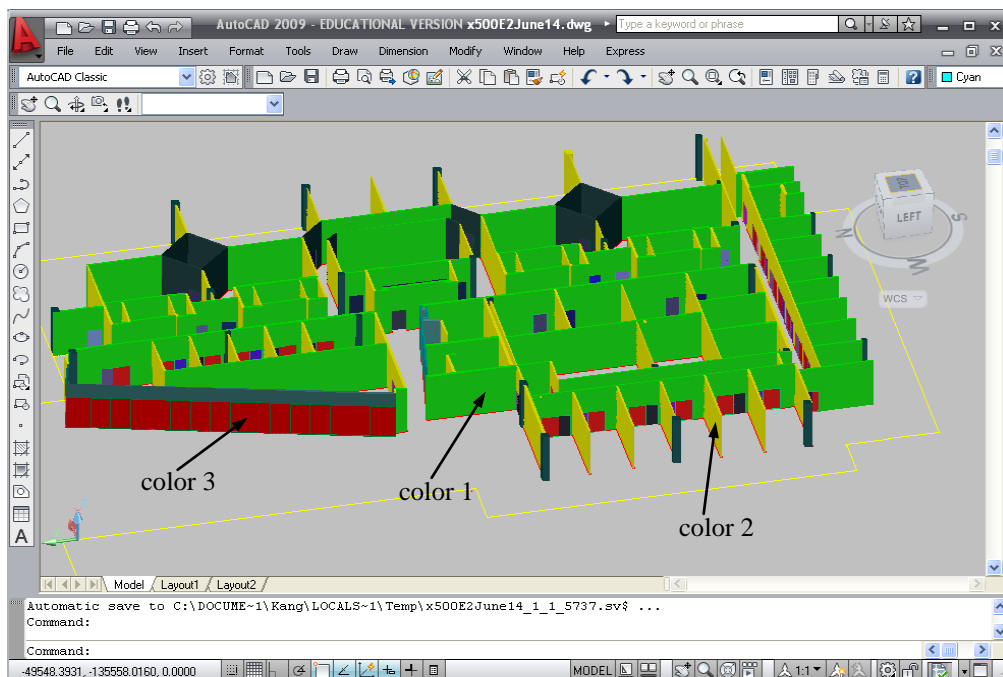 AutoCAD 2009 - EDUCATIONAL VERSION x500E2June14.dwg Type a keyword or phrase
File Edit View Insert Format Tools Draw Dimension Modify Window Help Express
AutoCAD Classic Cyan
TOP
LEFT
N S
W
WCS
color 3
color 1
color 2
A
Model Layout1 Layout2
Automatic save to C:\DOCUME~1\Kang\LOCALS~1\Temp\x500E2June14_1_1_5737.sv$ ...
Command:
Command:
-49548.3931, -135558.0160, 0.0000 MODEL 1:1